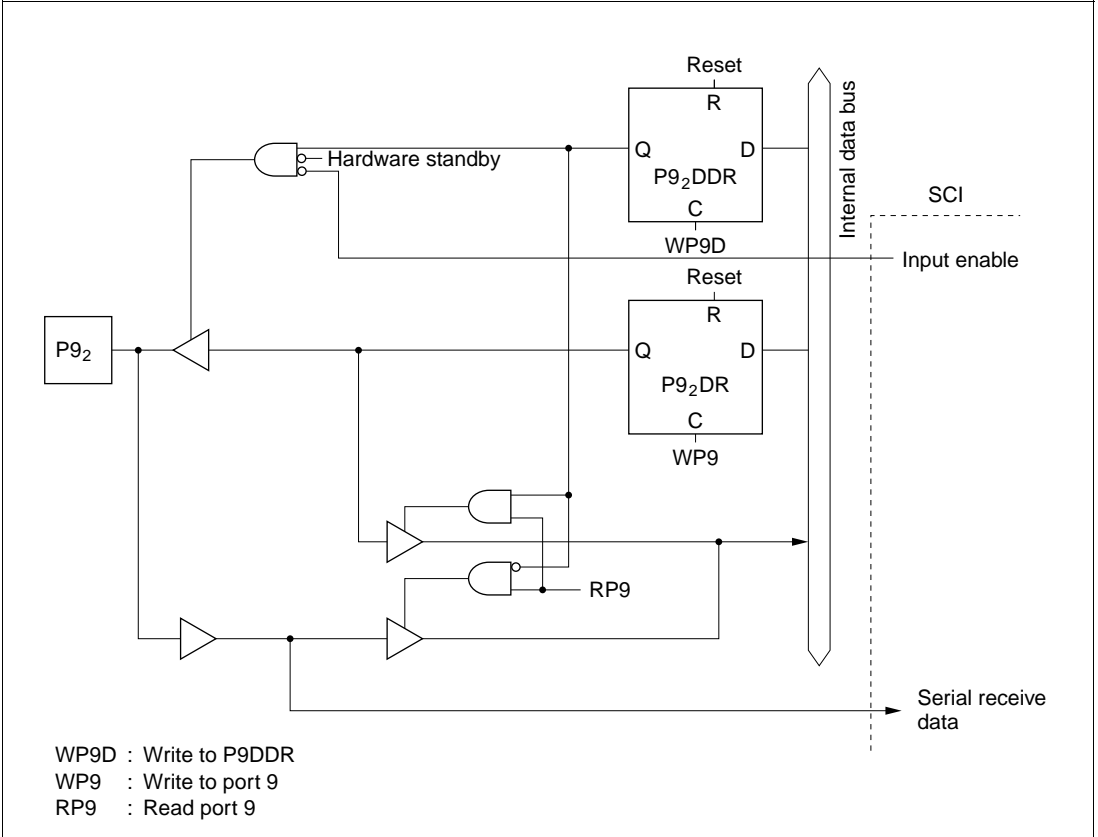 Reset
R
Hardware standby
Q
D
P9₂DDR
C
WP9D
Internal data bus
SCI
Input enable
Reset
R
P9₂
Q
D
P9₂DR
C
WP9
RP9
Serial receive
data
WP9D : Write to P9DDR
WP9 : Write to port 9
RP9 : Read port 9